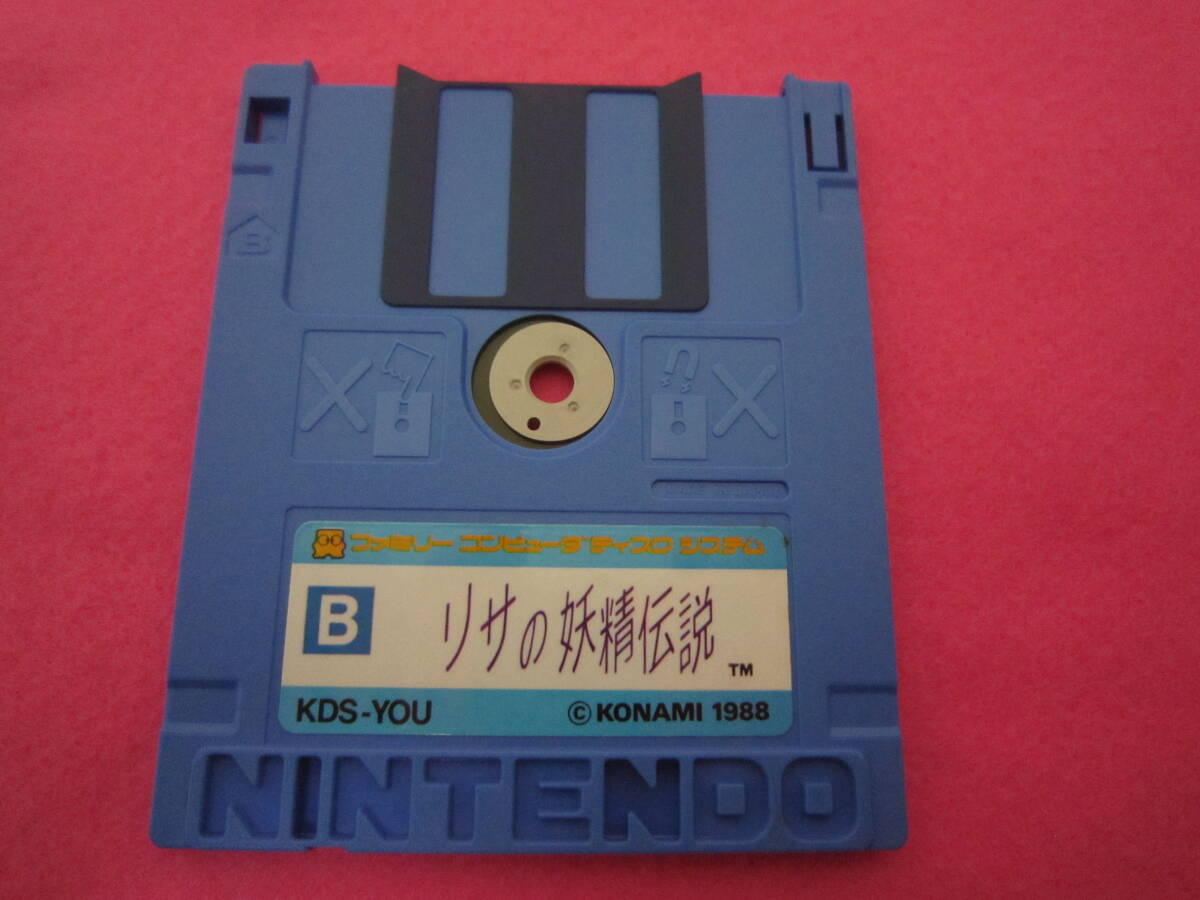 B
ファミリー コンピュータ ディスク システム
B
リサの妖精伝説
TM
KDS-YOU
© KONAMI 1988
NINTENDO